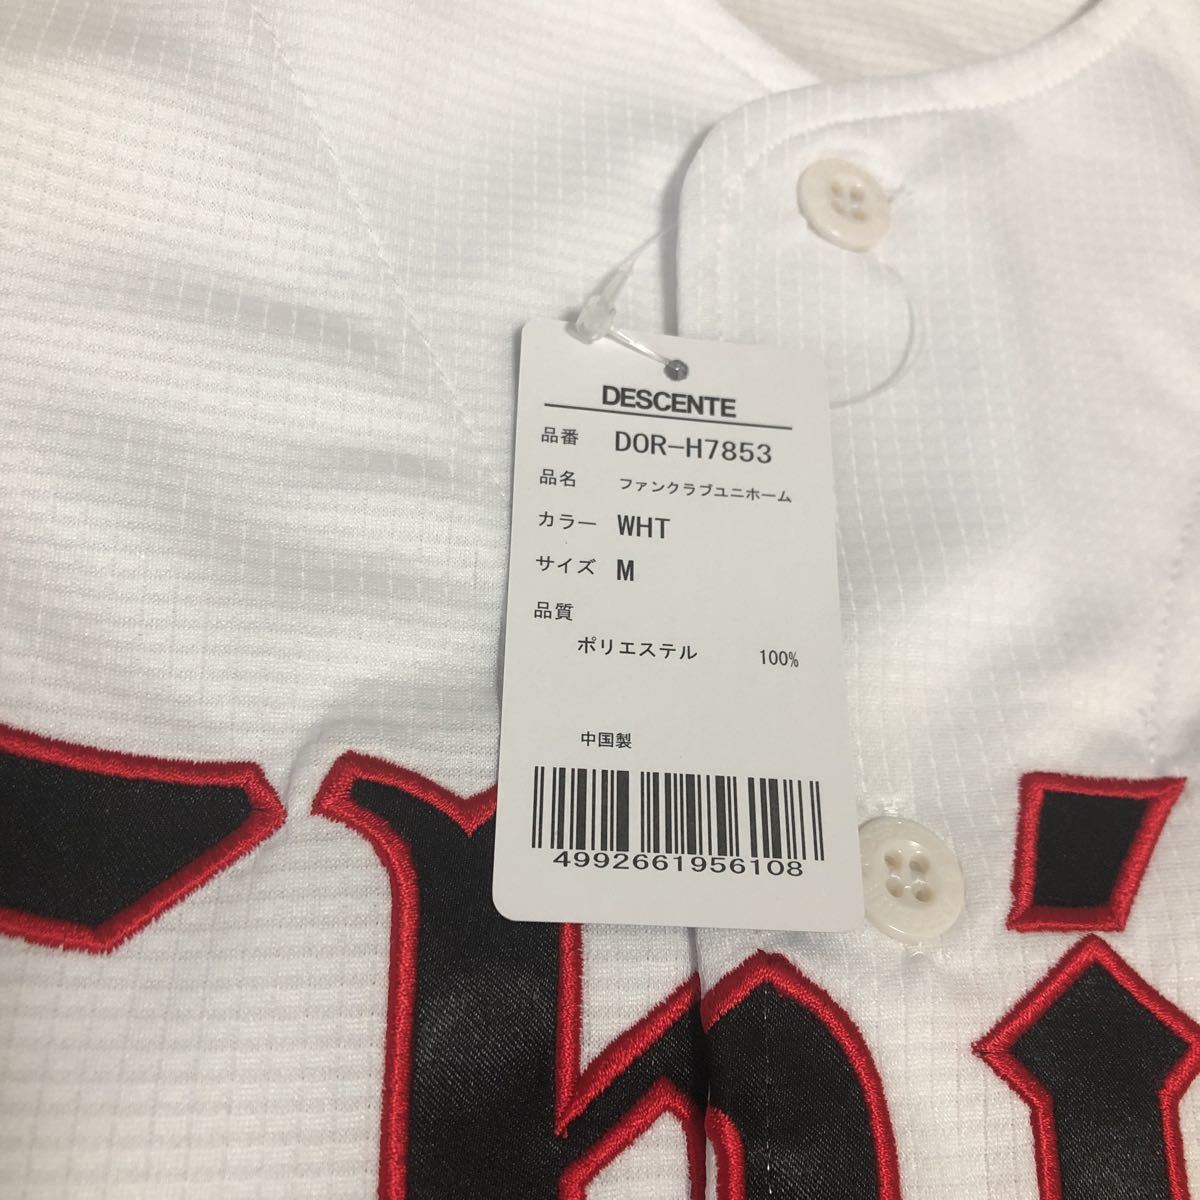 DESCENTE
品番 DOR-H7853
品名 ファンクラブユニホーム
カラー WHT
サイズ M
品質
ポリエステル 100%
中国製
4992661956108
hi